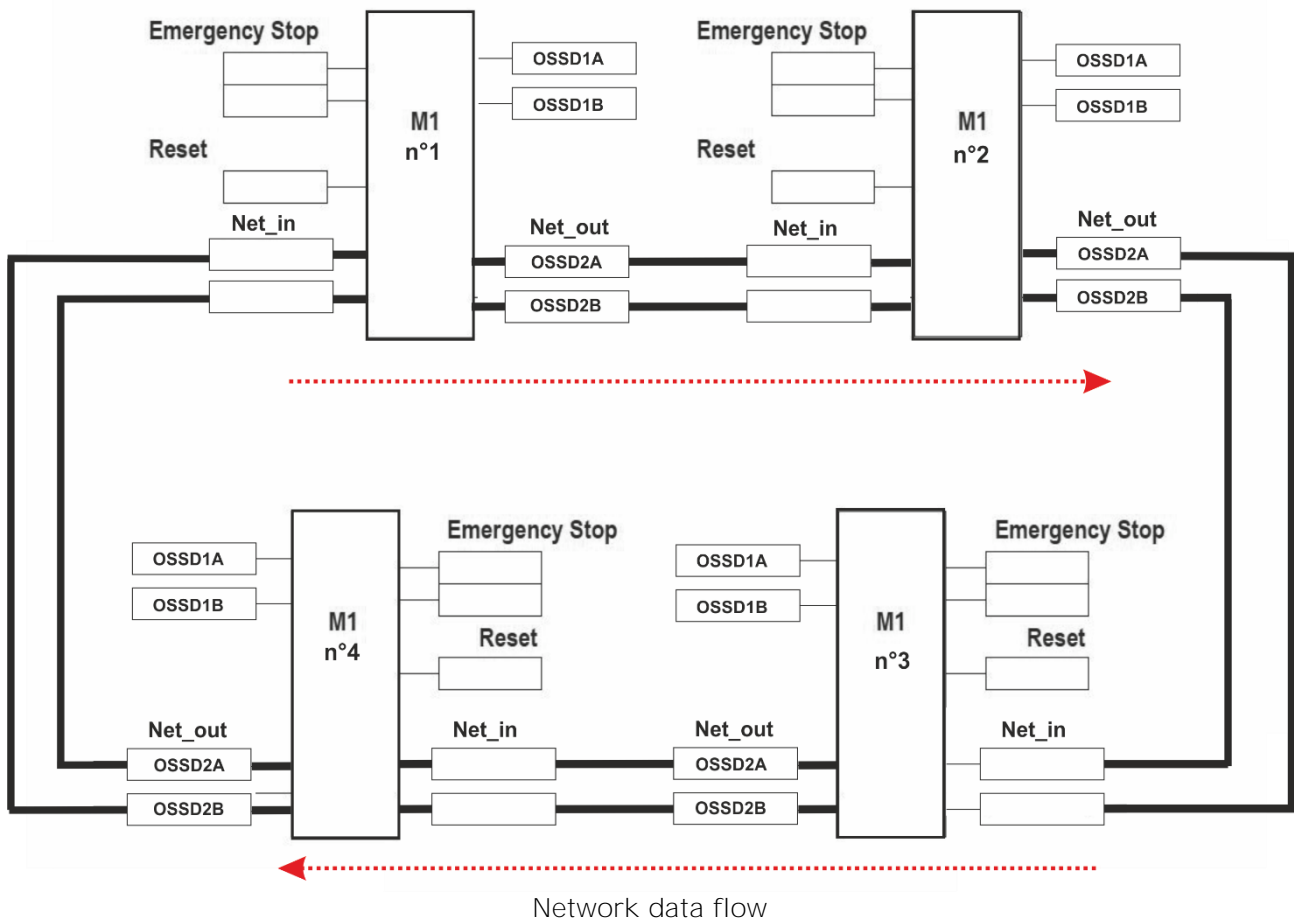 Emergency Stop
Emergency Stop
OSSD1A
OSSD1A
OSSD1B
OSSD1B
M1
n°1
M1
n°2
Reset
Reset
Net_in
Net_out
Net_in
Net_out
OSSD2A
OSSD2A
OSSD2B
OSSD2B
Emergency Stop
Emergency Stop
OSSD1A
OSSD1A
OSSD1B
OSSD1B
M1
n°4
M1
n°3
Reset
Reset
Net_out
Net_in
Net_out
Net_in
OSSD2A
OSSD2A
OSSD2B
OSSD2B
Network data flow